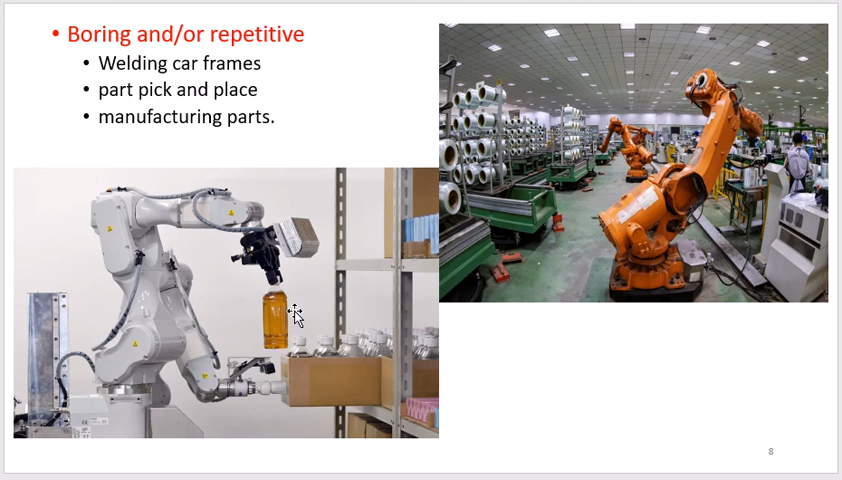 • Boring and/or repetitive
• Welding car frames
• part pick and place
• manufacturing parts.
8